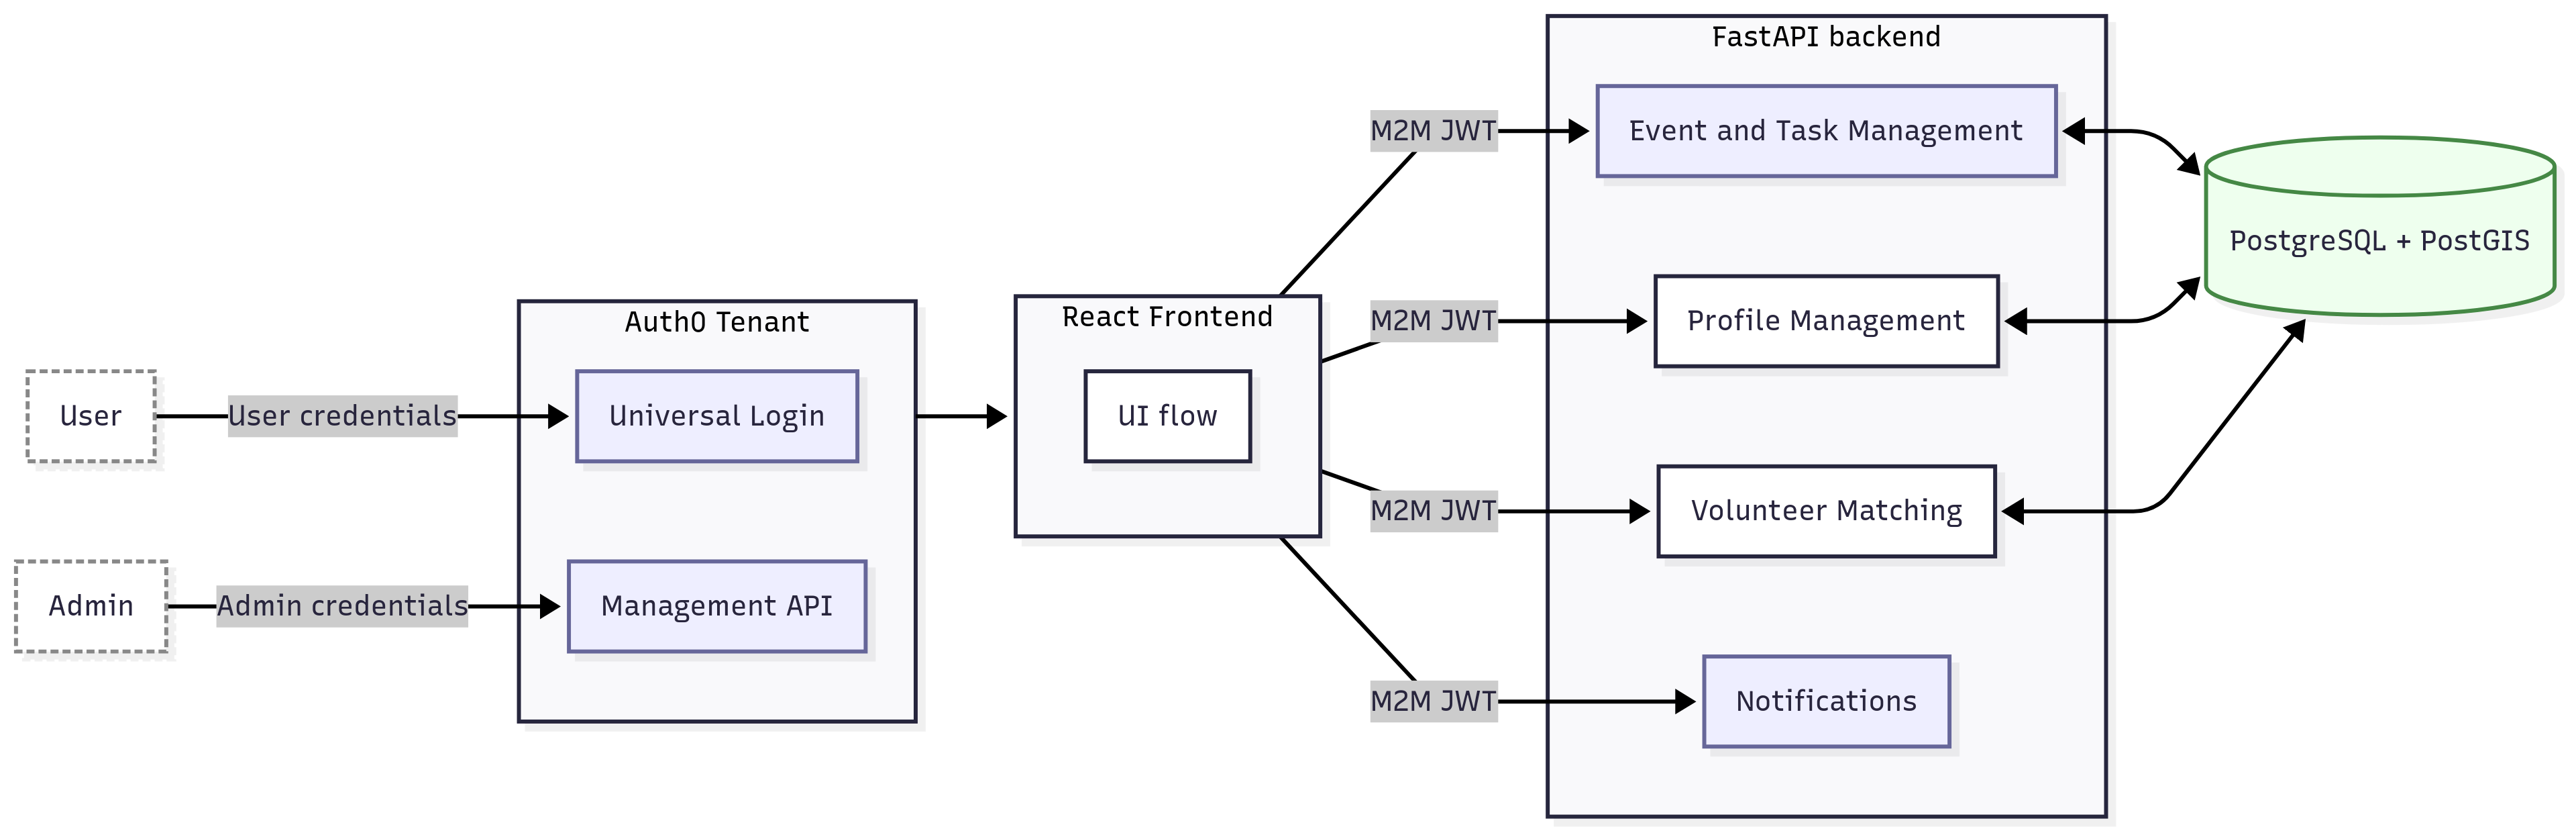 User
User credentials
Admin
Admin credentials
Auth0 Tenant
Universal Login
Management API
React Frontend
UI flow
M2M JWT
M2M JWT
M2M JWT
M2M JWT
FastAPI backend
Event and Task Management
Profile Management
Volunteer Matching
Notifications
PostgreSQL + PostGIS